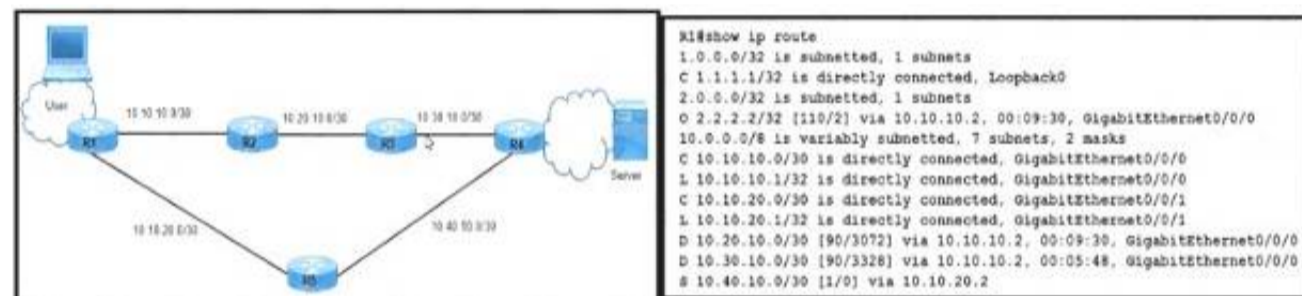 User
10 10 10.0/30
10 20 10 0/30
10 30 10 0/30
R1
R2
R3
R4
Server
10 10.20 0/30
10 40 10 0/30
R5
R1#show ip route
1.0.0.0/32 is subnetted, 1 subnets
C 1.1.1.1/32 is directly connected, Loopback0
2.0.0.0/32 is subnetted, 1 subnets
O 2.2.2.2/32 [110/2] via 10.10.10.2, 00:09:30, GigabitEthernet0/0/0
10.0.0.0/8 is variably subnetted, 7 subnets, 2 masks
C 10.10.10.0/30 is directly connected, GigabitEthernet0/0/0
L 10.10.10.1/32 is directly connected, GigabitEthernet0/0/0
C 10.10.20.0/30 is directly connected, GigabitEthernet0/0/1
L 10.10.20.1/32 is directly connected, GigabitEthernet0/0/1
D 10.20.10.0/30 [90/3072] via 10.10.10.2, 00:09:30, GigabitEthernet0/0/0
D 10.30.10.0/30 [90/3328] via 10.10.10.2, 00:05:48, GigabitEthernet0/0/0
S 10.40.10.0/30 [1/0] via 10.10.20.2